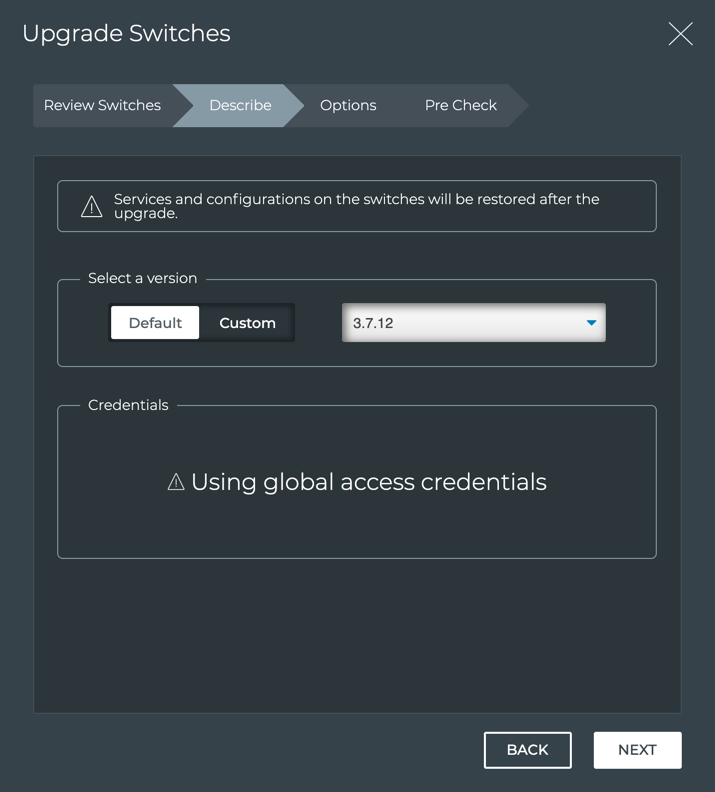 Upgrade Switches
Review Switches
Describe
Options
Pre Check
Services and configurations on the switches will be restored after the
upgrade.
Select a version
Default
Custom
3.7.12
Credentials
Using global access credentials
BACK
NEXT